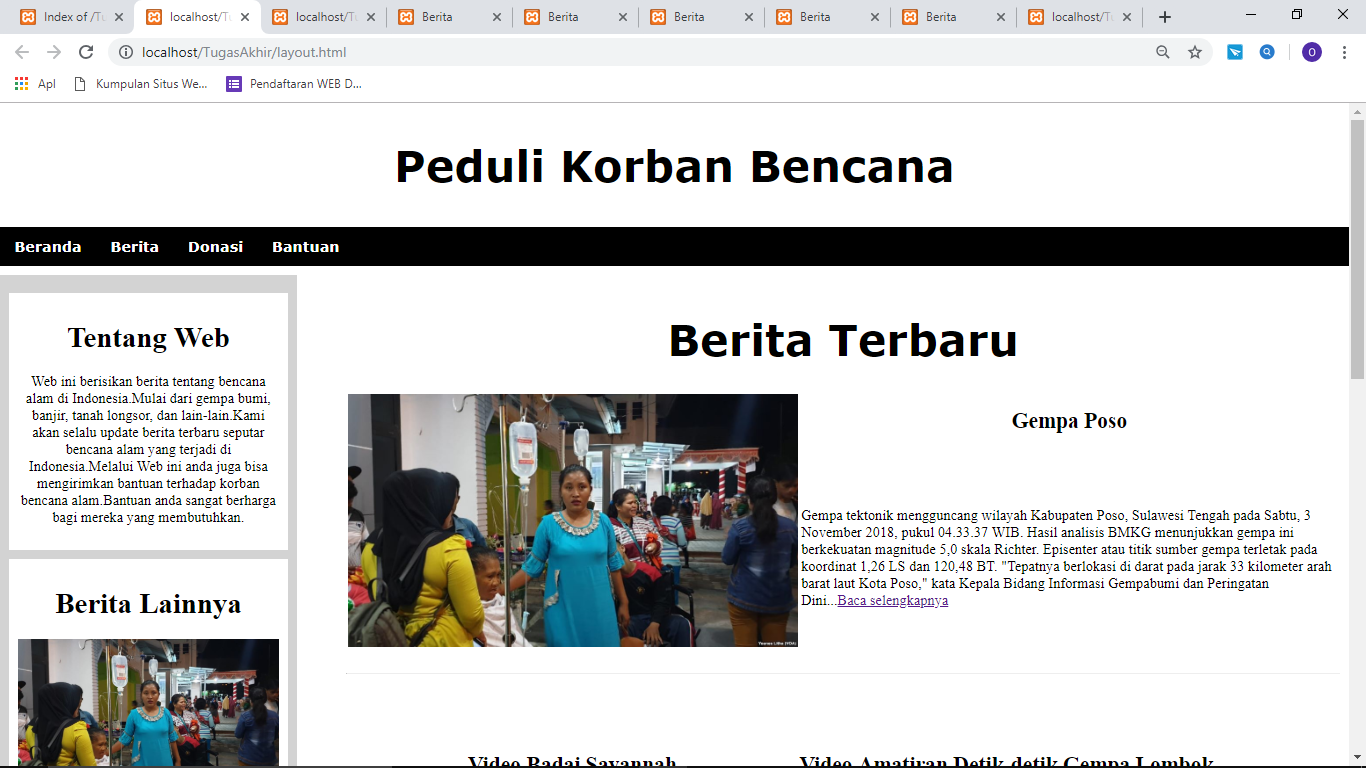 Index of /Tu
localhost/Tu
localhost/Tu
Berita
Berita
Berita
Berita
Berita
localhost/Tu
localhost/TugasAkhir/layout.html
O
Apl
Kumpulan Situs We...
Pendaftaran WEB D...
Peduli Korban Bencana
Beranda Berita Donasi Bantuan
Tentang Web
Web ini berisikan berita tentang bencana
alam di Indonesia.Mulai dari gempa bumi,
banjir, tanah longsor, dan lain-lain.Kami
akan selalu update berita terbaru seputar
bencana alam yang terjadi di
Indonesia.Melalui Web ini anda juga bisa
mengirimkan bantuan terhadap korban
bencana alam.Bantuan anda sangat berharga
bagi mereka yang membutuhkan.
Berita Lainnya
Berita Terbaru
Gempa Poso
Gempa tektonik mengguncang wilayah Kabupaten Poso, Sulawesi Tengah pada Sabtu, 3
November 2018, pukul 04.33.37 WIB. Hasil analisis BMKG menunjukkan gempa ini
berkekuatan magnitude 5,0 skala Richter. Episenter atau titik sumber gempa terletak pada
koordinat 1,26 LS dan 120,48 BT. "Tepatnya berlokasi di darat pada jarak 33 kilometer arah
barat laut Kota Poso," kata Kepala Bidang Informasi Gempabumi dan Peringatan
Dini...Baca selengkapnya
Video Badai Savannah
Video Amatiran Detik-detik Gempa Lombok